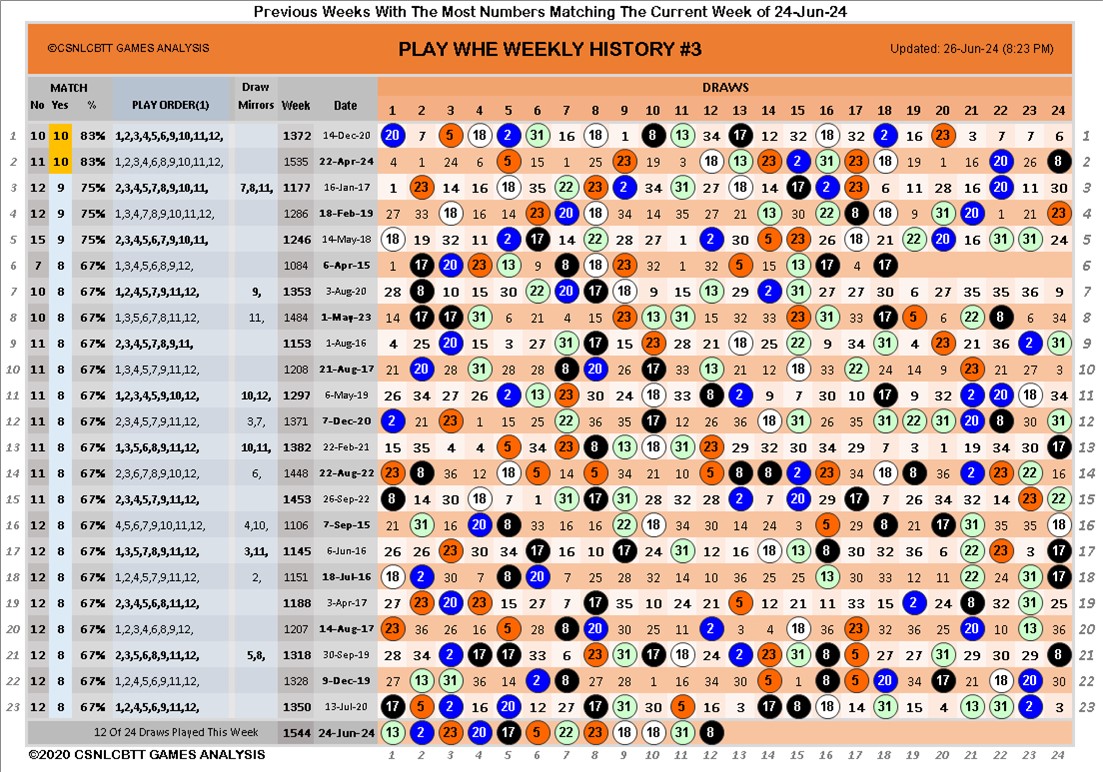 Previous Weeks With The Most Numbers Matching The Current Week of 24-Jun-24
©CSNLCBTT GAMES ANALYSIS PLAY WHE WEEKLY HISTORY #3 Updated: 26-Jun-24 (8:23 PM)
MATCH Draw DRAWS
No Yes % PLAY ORDER(1) Mirrors Week Date 1 2 3 4 5 6 7 8 9 10 11 12 13 14 15 16 17 18 19 20 21 22 23 24
1 10 10 83% 1,2,3,4,5,6,9,10,11,12, 1372 14-Dec-20 20 7 5 18 2 31 16 18 1 8 13 34 17 12 32 18 32 2 16 23 3 7 7 6 1
2 11 10 83% 1,2,3,4,6,8,9,10,11,12, 1535 22-Apr-24 4 1 24 6 5 15 1 25 23 19 3 18 13 23 2 31 23 18 19 1 16 20 26 8 2
3 12 9 75% 2,3,4,5,7,8,9,10,11, 7,8,11, 1177 16-Jan-17 1 23 14 16 18 35 22 23 2 34 31 27 18 14 17 2 23 6 11 28 16 20 11 30 3
4 12 9 75% 1,3,4,7,8,9,10,11,12, 1286 18-Feb-19 27 33 18 16 14 23 20 18 34 14 35 27 21 13 30 22 8 18 9 31 20 1 21 23 4
5 15 9 75% 2,3,4,5,6,7,9,10,11, 1246 14-May-18 18 19 32 11 2 17 14 22 28 27 1 2 30 5 23 26 18 21 22 20 16 31 31 24 5
6 7 8 67% 1,3,4,5,6,8,9,12, 1084 6-Apr-15 1 17 20 23 13 9 8 18 23 32 1 32 5 15 13 17 4 17 6
7 10 8 67% 1,2,4,5,7,9,11,12, 9, 1353 3-Aug-20 28 8 10 15 30 22 20 17 18 9 15 13 29 2 31 27 27 30 6 27 35 35 36 9 7
8 10 8 67% 1,3,5,6,7,8,11,12, 11, 1484 1-May-23 14 17 17 31 6 21 4 15 23 13 31 15 32 33 23 31 33 17 5 6 22 8 6 34 8
9 11 8 67% 2,3,4,5,7,8,9,11, 1153 1-Aug-16 4 25 20 15 3 27 31 17 15 23 28 21 18 25 22 9 34 31 4 23 21 36 2 31 9
10 11 8 67% 1,3,4,5,7,9,11,12, 1208 21-Aug-17 21 20 28 31 28 28 8 20 26 17 33 13 21 15 18 33 22 24 14 9 23 21 27 3 10
11 11 8 67% 1,2,3,4,5,9,10,12, 10,12, 1297 6-May-19 26 34 27 26 2 13 23 30 24 18 33 8 2 9 7 30 10 17 9 32 2 20 18 34 11
12 11 8 67% 2,3,4,5,7,9,11,12, 3,7, 1371 7-Dec-20 2 21 23 1 15 25 22 36 35 17 12 26 36 18 31 26 35 31 22 31 20 8 30 31 12
13 11 8 67% 1,3,5,6,8,9,11,12, 10,11, 1382 22-Feb-21 15 35 4 4 5 34 23 8 13 18 31 23 32 30 34 29 7 3 1 19 34 30 17 13
14 11 8 67% 2,3,6,7,8,9,10,12, 6, 1448 22-Aug-22 23 8 36 12 18 5 14 5 34 21 10 5 8 8 2 23 34 18 8 36 2 23 22 16 14
15 11 8 67% 2,3,4,5,7,9,11,12, 1453 26-Sep-22 8 14 30 18 7 1 31 17 31 29 32 28 2 7 20 29 17 7 26 34 32 14 23 22 15
16 12 8 67% 4,5,6,7,9,10,11,12, 4,10, 1106 7-Sep-15 21 31 16 20 8 33 16 16 22 18 34 30 14 24 3 5 29 8 21 17 31 35 35 18 16
17 12 8 67% 1,3,5,7,8,9,11,12, 3,11, 1145 6-Jun-16 26 26 23 30 34 17 16 10 17 24 31 12 16 18 13 8 30 32 36 6 22 23 3 17 17
18 12 8 67% 1,2,4,5,7,9,11,12, 2, 1151 18-Jul-16 18 2 30 7 8 20 7 25 28 32 14 10 36 35 25 13 30 33 12 11 22 24 31 17 18
19 12 8 67% 2,3,4,5,6,8,11,12, 1188 3-Apr-17 27 23 20 23 15 27 7 17 35 10 24 21 5 12 21 11 33 15 2 24 8 32 31 25 19
20 12 8 67% 1,2,3,4,6,8,9,12, 1207 14-Aug-17 23 36 26 16 5 28 8 20 30 25 11 2 3 4 18 36 23 32 36 21 20 10 13 36 20
21 12 8 67% 2,3,5,6,8,9,11,12, 5,8, 1318 30-Sep-19 28 34 2 17 17 33 6 23 31 17 18 24 2 23 31 8 5 27 27 31 29 30 29 8 21
22 12 8 67% 1,2,4,5,6,9,11,12, 1328 9-Dec-19 27 13 31 36 14 2 8 27 28 1 16 34 30 5 1 8 5 20 34 17 21 18 20 30 22
23 12 8 67% 1,2,4,5,6,9,11,12, 1350 13-Jul-20 17 5 2 16 20 12 27 17 31 30 5 16 3 17 8 18 14 31 15 4 13 31 2 3 23
12 Of 24 Draws Played This Week 1544 24-Jun-24 13 2 23 20 17 5 22 23 18 18 31 8
©2020 CSNLCBTT GAMES ANALYSIS 1 2 3 4 5 6 7 8 9 10 11 12 13 14 15 16 17 18 19 20 21 22 23 24